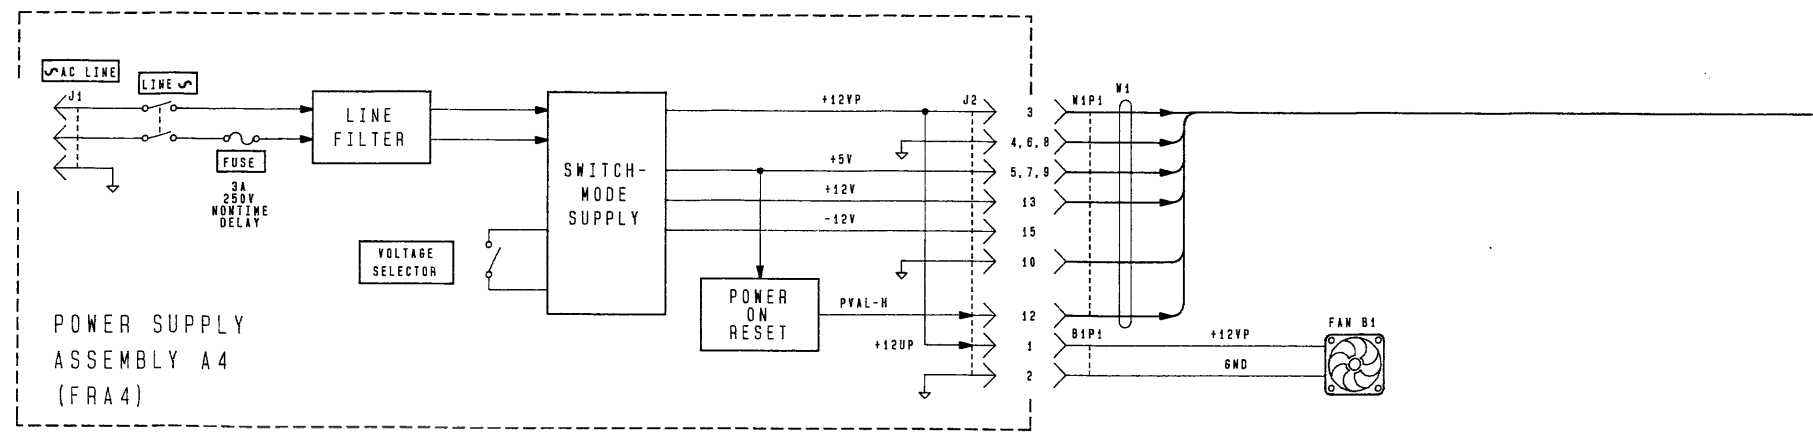 ∿ AC LINE
J1
LINE ∿
FUSE
3A
250V
NONTIME
DELAY
LINE
FILTER
SWITCH-
MODE
SUPPLY
VOLTAGE
SELECTOR
POWER
ON
RESET
+12VP
+5V
+12V
-12V
PVAL-H
+12UP
J2
3
4,6,8
5,7,9
13
15
10
12
1
2
W1P1
W1
B1P1
+12VP
GND
FAN B1
POWER SUPPLY
ASSEMBLY A4
(FRA4)